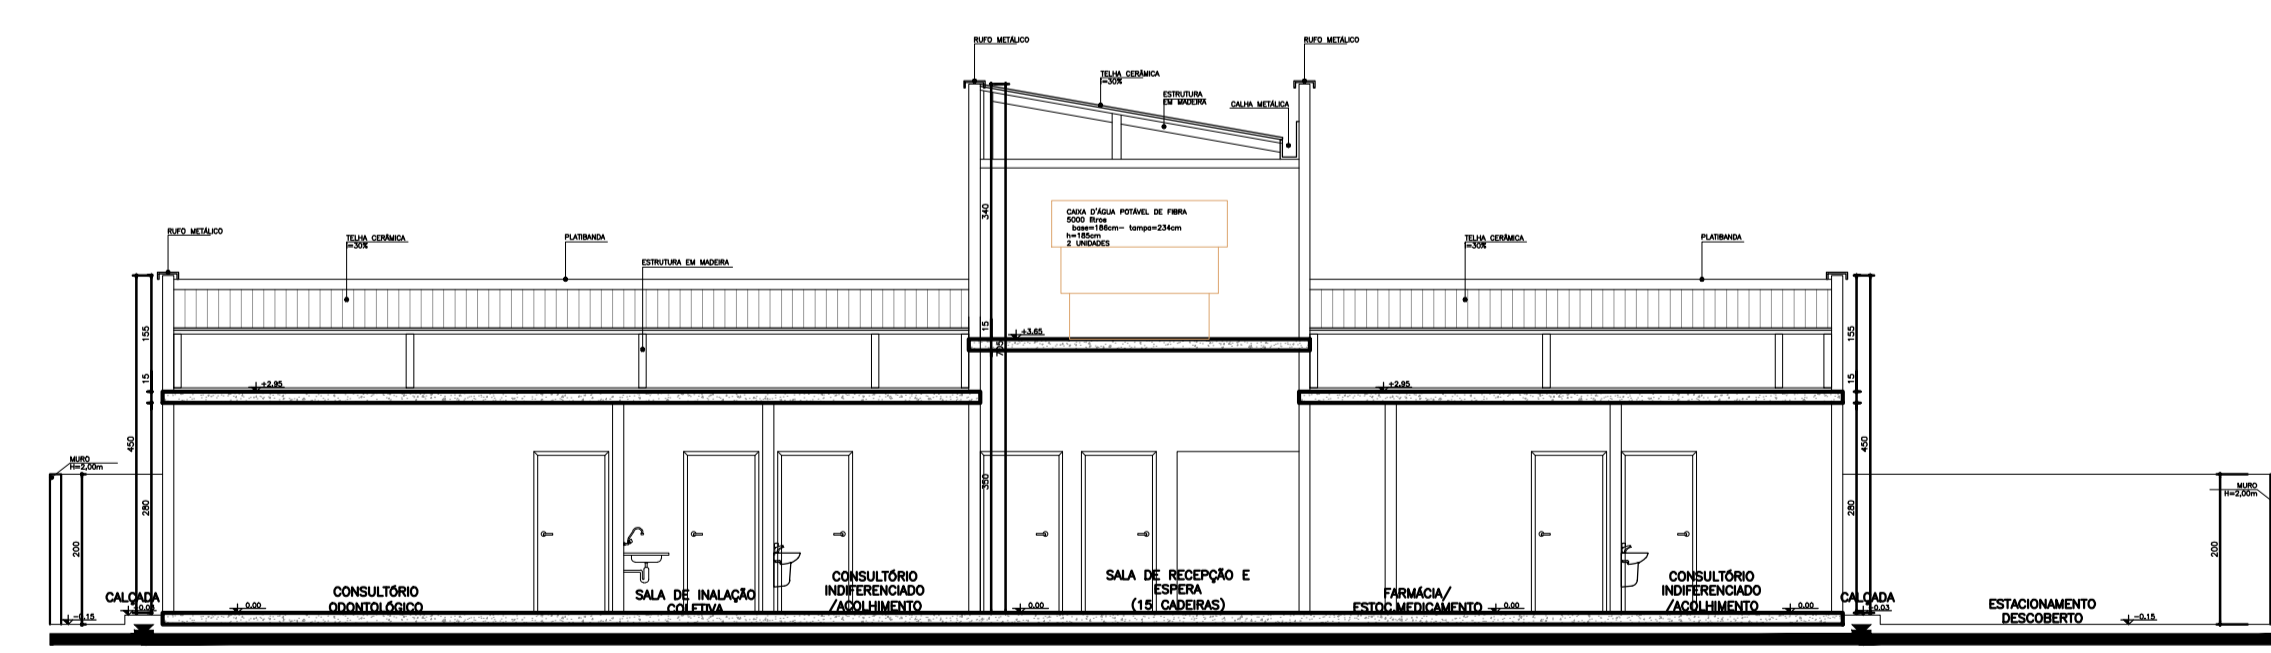 RUFO METÁLICO
RUFO METÁLICO
TELHA CERÂMICA
i=30%
ESTRUTURA
EM MADEIRA
CALHA METÁLICA
340
CAIXA D'ÁGUA POTÁVEL DE FIBRA
5000 litros
base=186cm- tampa=234cm
h=185cm
2 UNIDADES
RUFO METÁLICO
TELHA CERÂMICA
i=30%
PLATIBANDA
ESTRUTURA EM MADEIRA
TELHA CERÂMICA
i=30%
PLATIBANDA
155
15
+3.65
705
155
15
+2.95
+2.95
15
450
450
MURO
H=2,00m
MURO
H=2,00m
280
350
280
200
200
CALÇADA
CONSULTÓRIO
ODONTOLÓGICO
SALA DE INALAÇÃO
COLETIVA
CONSULTÓRIO
INDIFERENCIADO
/ACOLHIMENTO
SALA DE RECEPÇÃO E
ESPERA
(15 CADEIRAS)
FARMÁCIA/
ESTOC.MEDICAMENTO
CONSULTÓRIO
INDIFERENCIADO
/ACOLHIMENTO
CALÇADA
ESTACIONAMENTO
DESCOBERTO
0.00
0.00
0.00
0.00
-0.03
-0.15
-0.15